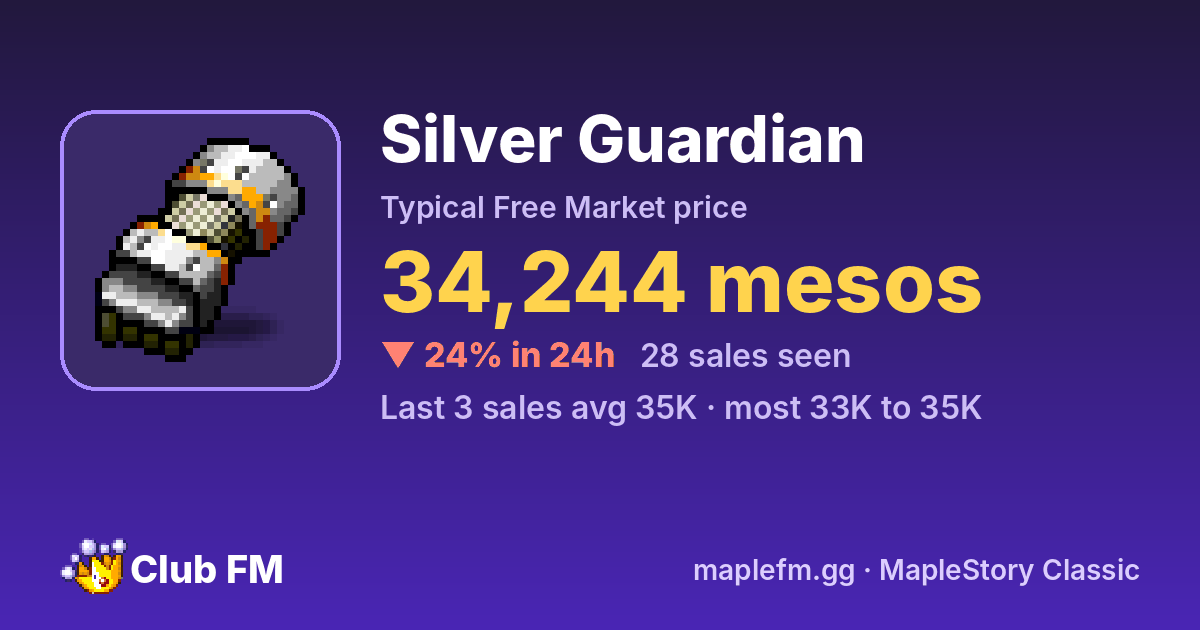 Silver Guardian
Typical Free Market price
34,244 mesos
▼ 24% in 24h 28 sales seen
Last 3 sales avg 35K · most 33K to 35K
Club FM
maplefm.gg · MapleStory Classic